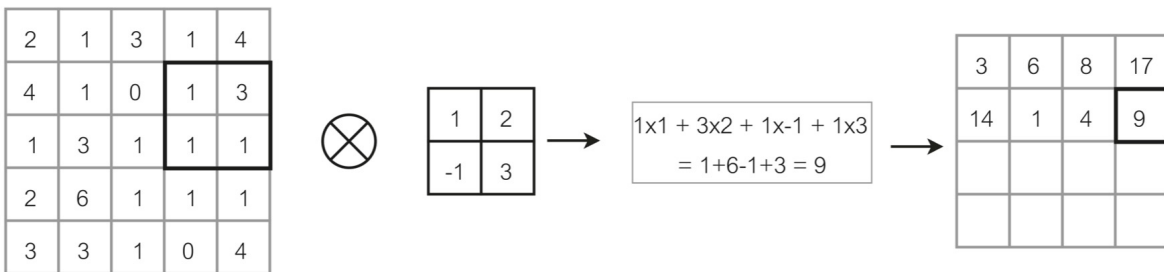 2 1 3 1 4
4 1 0 1 3
1 3 1 1 1
2 6 1 1 1
3 3 1 0 4
1 2
-1 3
1x1 + 3x2 + 1x-1 + 1x3
= 1+6-1+3 = 9
3 6 8 17
14 1 4 9